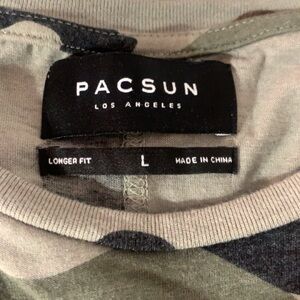 PACSUN
LOS ANGELES
LONGER FIT L MADE IN CHINA